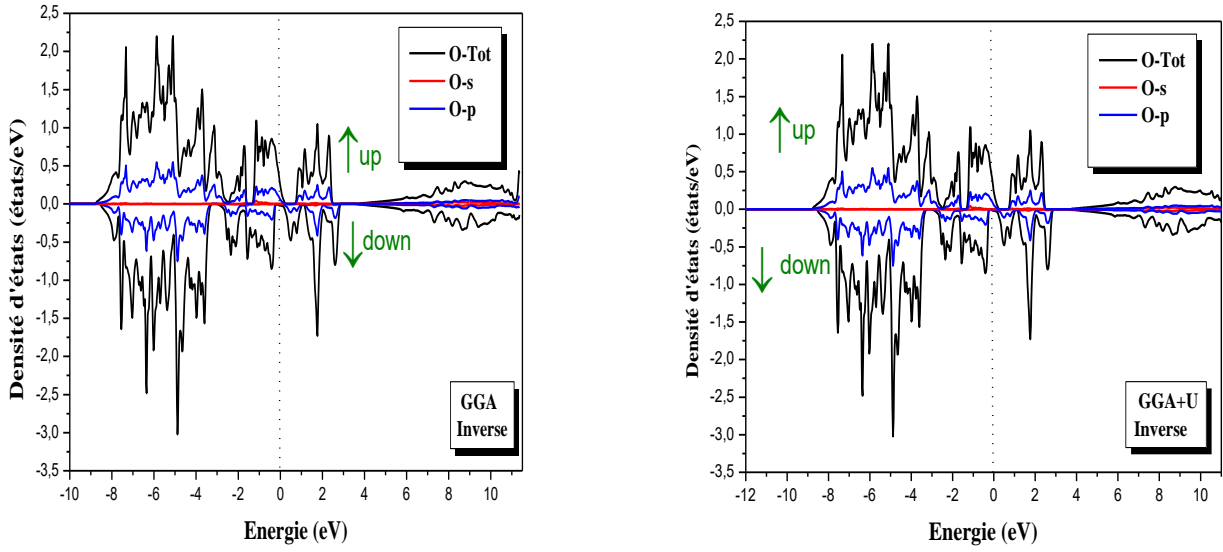 2,5
2,0
1,5
1,0
0,5
0,0
-0,5
-1,0
-1,5
-2,0
-2,5
-3,0
-3,5
Densité d'états (états/eV)
O-Tot
O-s
O-p
up
down
GGA
Inverse
-10 -8 -6 -4 -2 0 2 4 6 8 10
Energie (eV)
2,5
2,0
1,5
1,0
0,5
0,0
-0,5
-1,0
-1,5
-2,0
-2,5
-3,0
-3,5
Densité d'états (états/eV)
O-Tot
O-s
O-p
up
down
GGA+U
Inverse
-12 -10 -8 -6 -4 -2 0 2 4 6 8 10
Energie (eV)